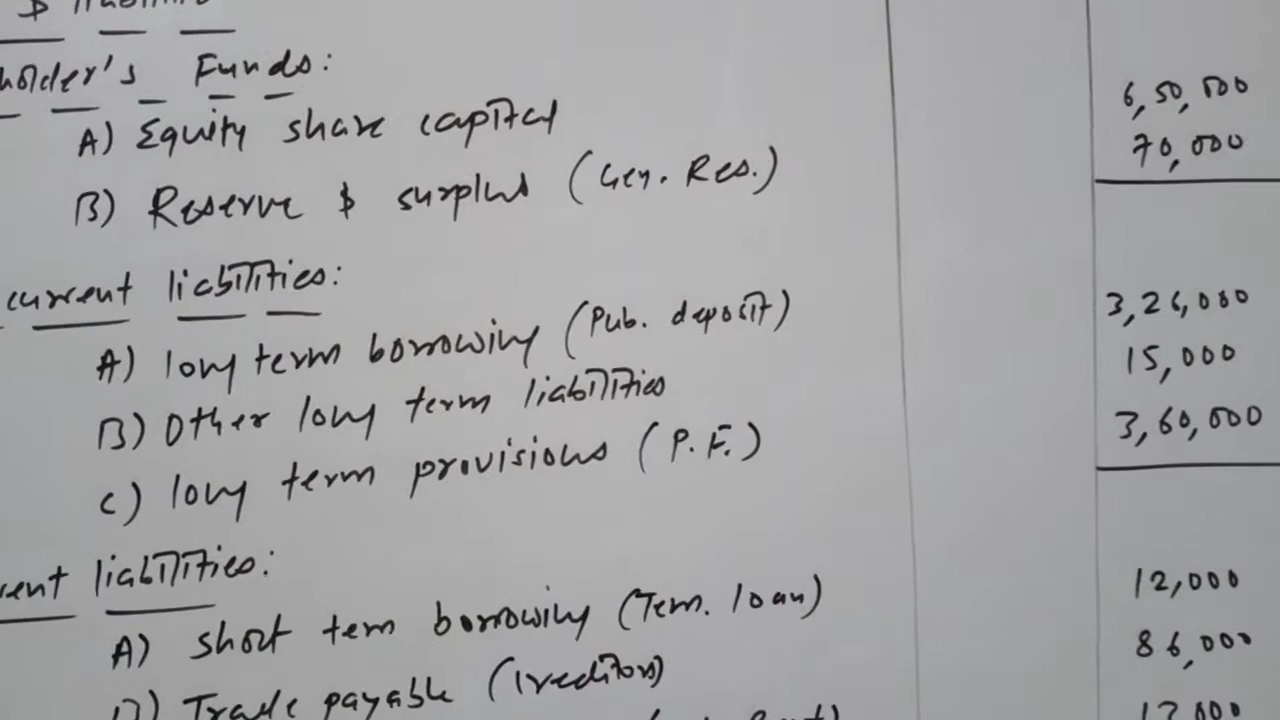 & liabiliti
holder's Funds:
A) Equity share capital 6,50,000
B) Reserve & surplus (Gen. Res.) 70,000
current liabilities:
A) long term borrowing (Pub. deposit) 3,26,000
B) Other long term liabilities 15,000
C) long term provisions (P.F.) 3,60,000
rent liabilities:
A) short tem borrowing (Tem. loan) 12,000
B) Trade payable (Creditors) 86,000